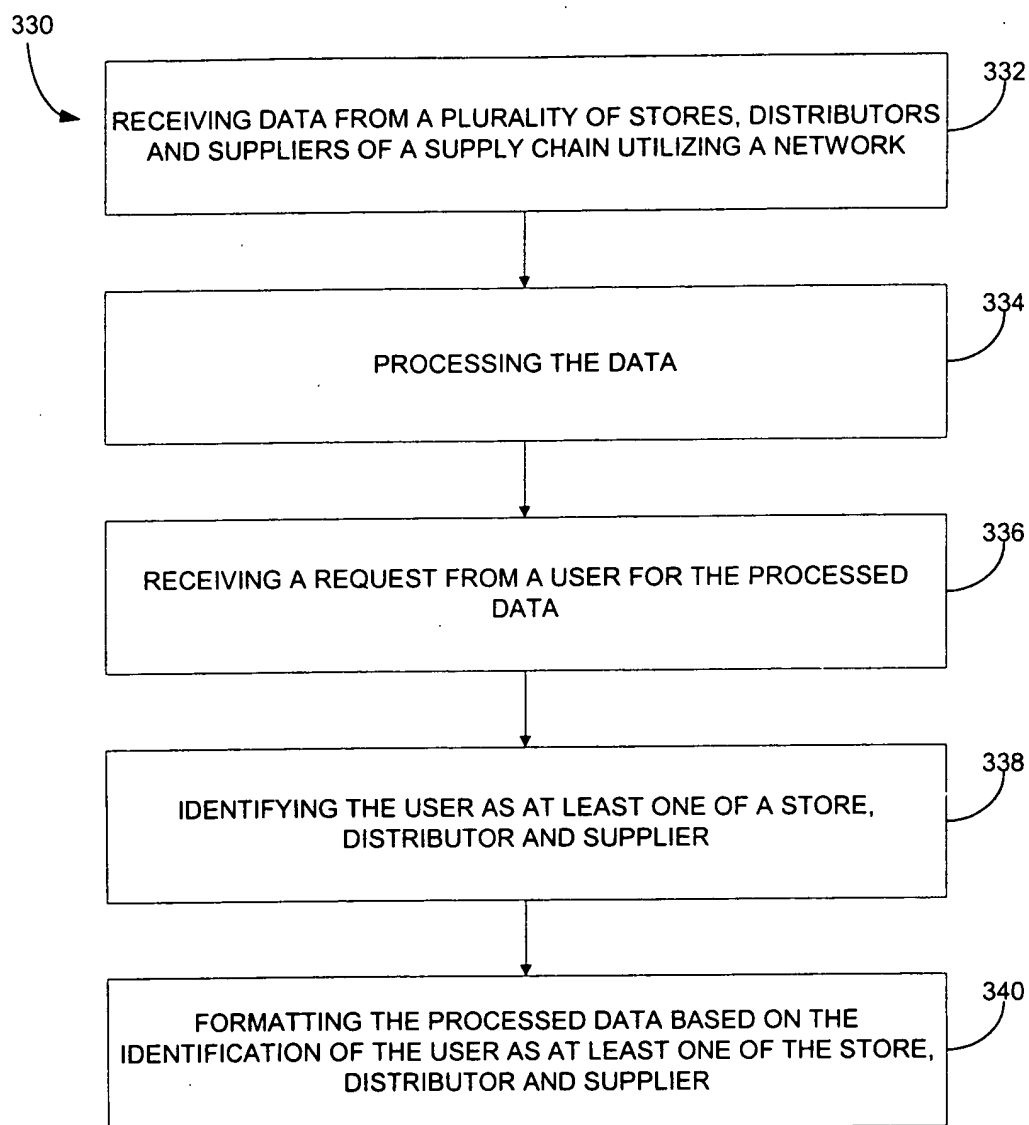 330
332
RECEIVING DATA FROM A PLURALITY OF STORES, DISTRIBUTORS
AND SUPPLIERS OF A SUPPLY CHAIN UTILIZING A NETWORK
334
PROCESSING THE DATA
336
RECEIVING A REQUEST FROM A USER FOR THE PROCESSED
DATA
338
IDENTIFYING THE USER AS AT LEAST ONE OF A STORE,
DISTRIBUTOR AND SUPPLIER
340
FORMATTING THE PROCESSED DATA BASED ON THE
IDENTIFICATION OF THE USER AS AT LEAST ONE OF THE STORE,
DISTRIBUTOR AND SUPPLIER